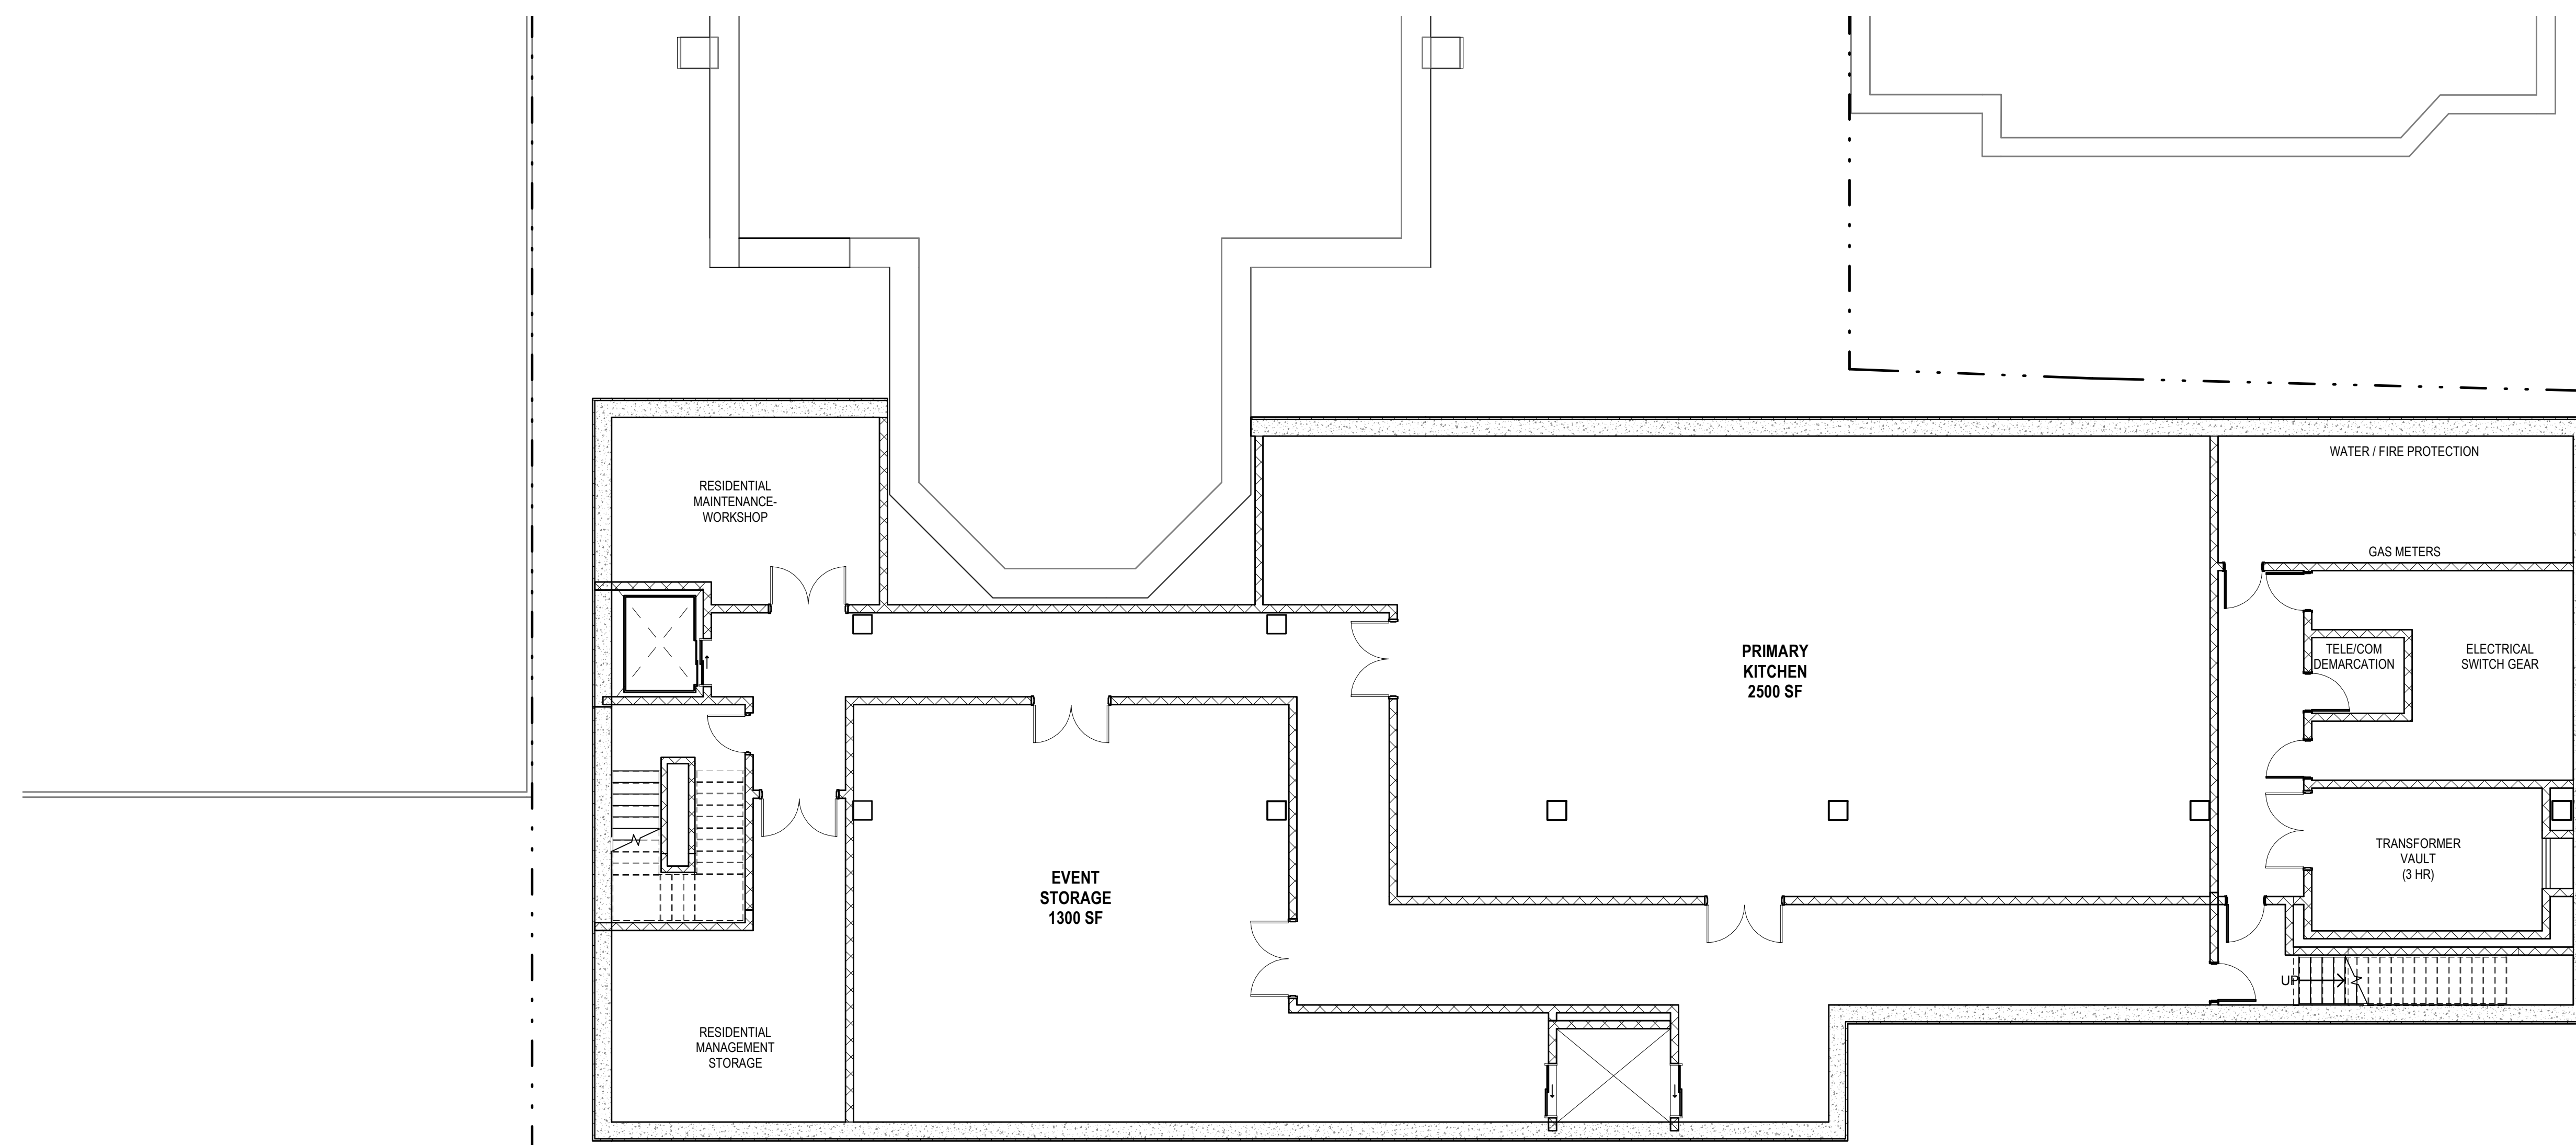 WATER / FIRE PROTECTION
RESIDENTIAL
MAINTENANCE-
WORKSHOP
GAS METERS
PRIMARY
KITCHEN
2500 SF
TELE/COM
DEMARCATION
ELECTRICAL
SWITCH GEAR
TRANSFORMER
VAULT
(3 HR)
EVENT
STORAGE
1300 SF
UP
RESIDENTIAL
MANAGEMENT
STORAGE